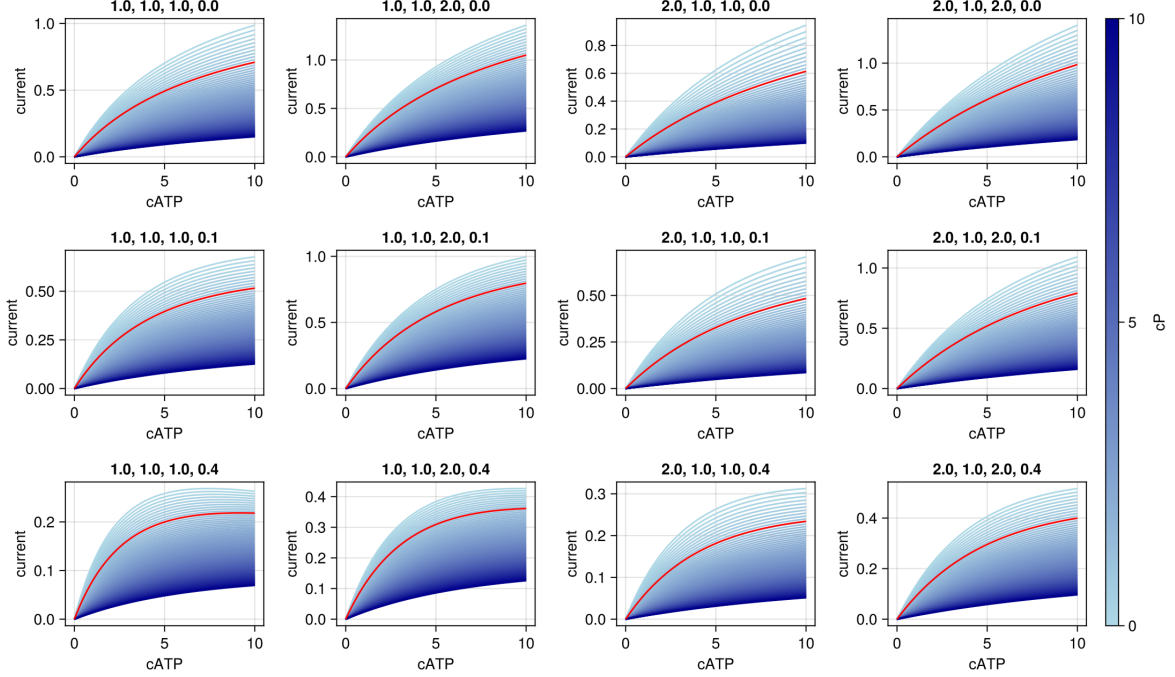 1.0, 1.0, 1.0, 0.0
1.0, 1.0, 2.0, 0.0
2.0, 1.0, 1.0, 0.0
2.0, 1.0, 2.0, 0.0
current
1.0
0.5
0.0
0
5
10
cATP
current
1.0
0.5
0.0
0
5
10
cATP
current
0.8
0.6
0.4
0.2
0.0
0
5
10
cATP
current
1.0
0.5
0.0
0
5
10
cATP
1.0, 1.0, 1.0, 0.1
1.0, 1.0, 2.0, 0.1
2.0, 1.0, 1.0, 0.1
2.0, 1.0, 2.0, 0.1
current
0.50
0.25
0.00
0
5
10
cATP
current
1.0
0.5
0.0
0
5
10
cATP
current
0.50
0.25
0.00
0
5
10
cATP
current
1.0
0.5
0.0
0
5
10
cATP
1.0, 1.0, 1.0, 0.4
1.0, 1.0, 2.0, 0.4
2.0, 1.0, 1.0, 0.4
2.0, 1.0, 2.0, 0.4
current
0.2
0.1
0.0
0
5
10
cATP
current
0.4
0.3
0.2
0.1
0.0
0
5
10
cATP
current
0.3
0.2
0.1
0.0
0
5
10
cATP
current
0.4
0.2
0.0
0
5
10
cATP
10
5
0
cP